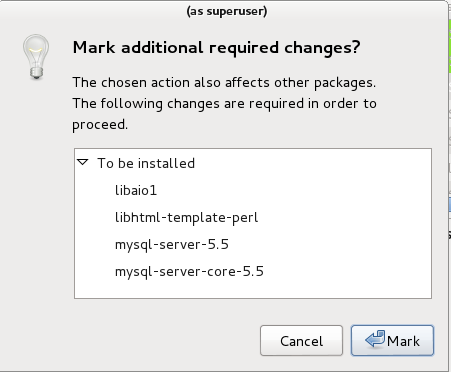 (as superuser)
Mark additional required changes?
The chosen action also affects other packages.
The following changes are required in order to
proceed.
To be installed
libaio1
libhtml-template-perl
mysql-server-5.5
mysql-server-core-5.5
Cancel
Mark